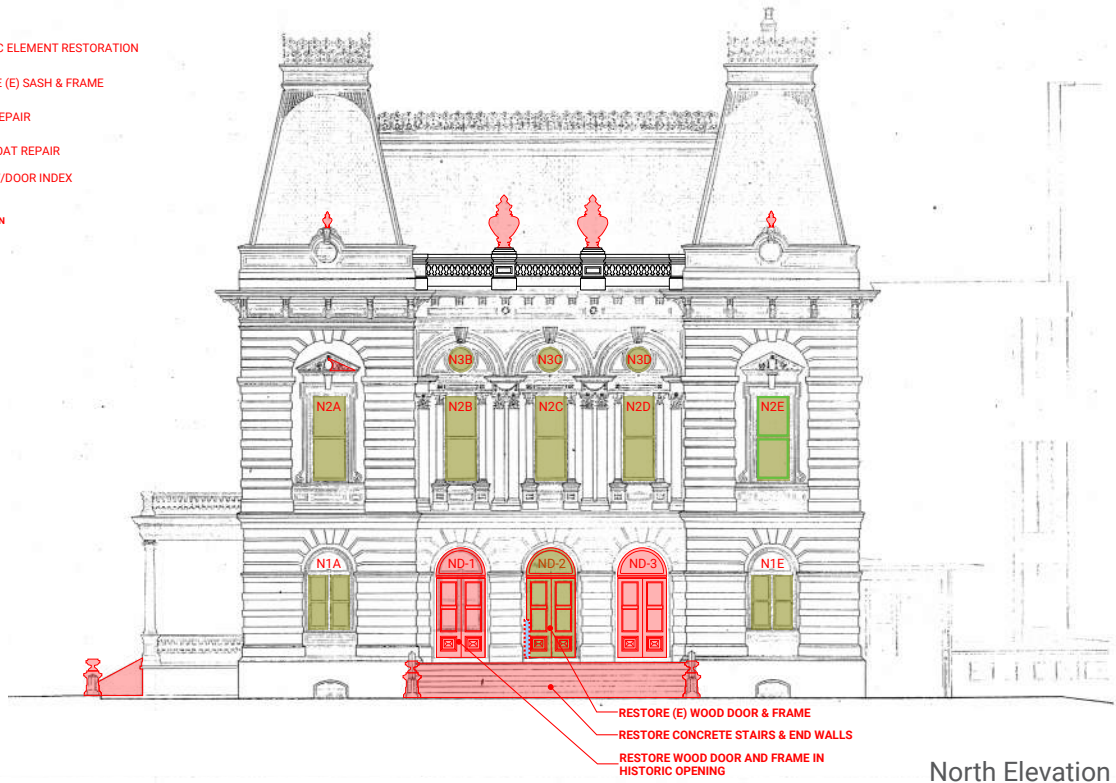 C ELEMENT RESTORATION
E (E) SASH & FRAME
EPAIR
OAT REPAIR
/DOOR INDEX
N
N3B N3C N3D
N2A N2B N2C N2D N2E
N1A ND-1 ND-2 ND-3 N1E
RESTORE (E) WOOD DOOR & FRAME
RESTORE CONCRETE STAIRS & END WALLS
RESTORE WOOD DOOR AND FRAME IN
HISTORIC OPENING
North Elevation